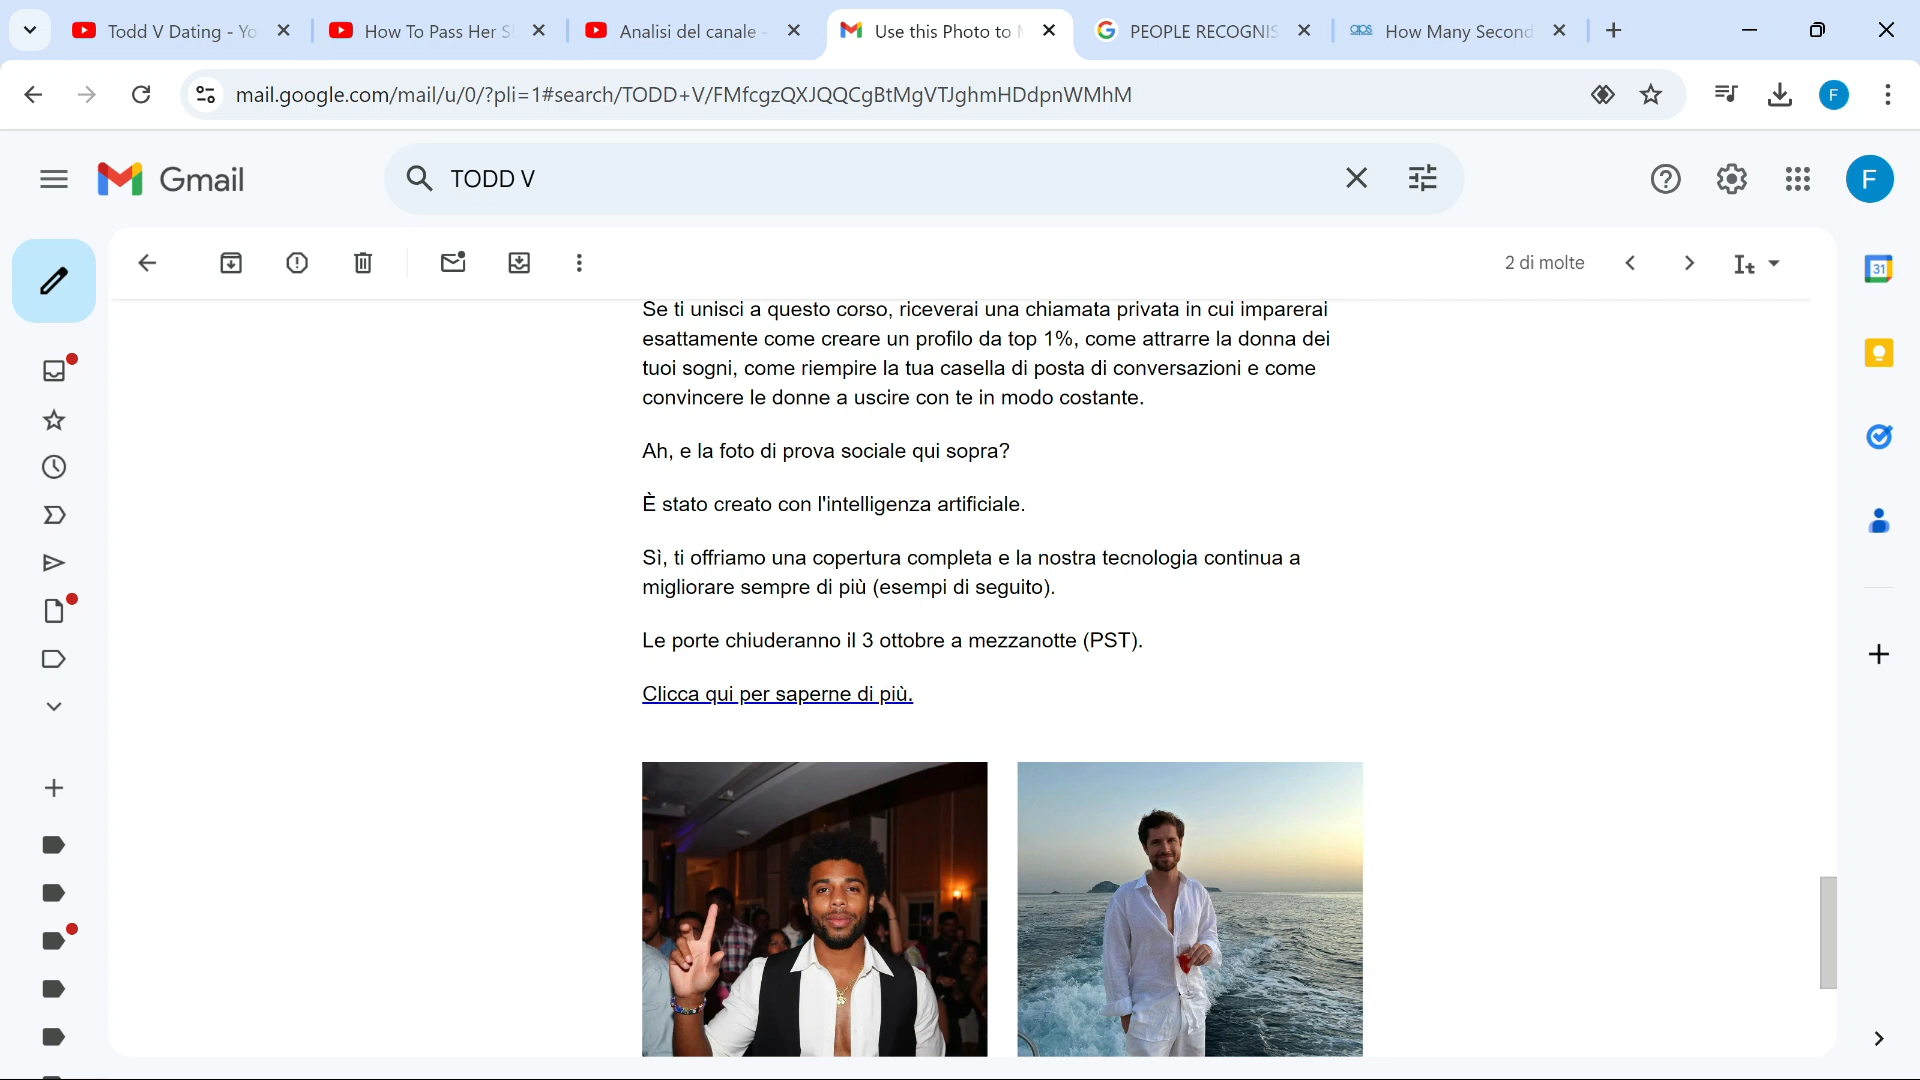 Todd V Dating - Yo
How To Pass Her S
Analisi del canale -
Use this Photo to
PEOPLE RECOGNIS
How Many Second
mail.google.com/mail/u/0/?pli=1#search/TODD+V/FMfcgzQXJQQCgBtMgVTJghmHDdpnWMhM
F
Gmail
TODD V
F
2 di molte
31
Se ti unisci a questo corso, riceverai una chiamata privata in cui imparerai
esattamente come creare un profilo da top 1%, come attrarre la donna dei
tuoi sogni, come riempire la tua casella di posta di conversazioni e come
convincere le donne a uscire con te in modo costante.
Ah, e la foto di prova sociale qui sopra?
È stato creato con l'intelligenza artificiale.
Sì, ti offriamo una copertura completa e la nostra tecnologia continua a
migliorare sempre di più (esempi di seguito).
Le porte chiuderanno il 3 ottobre a mezzanotte (PST).
Clicca qui per saperne di più.